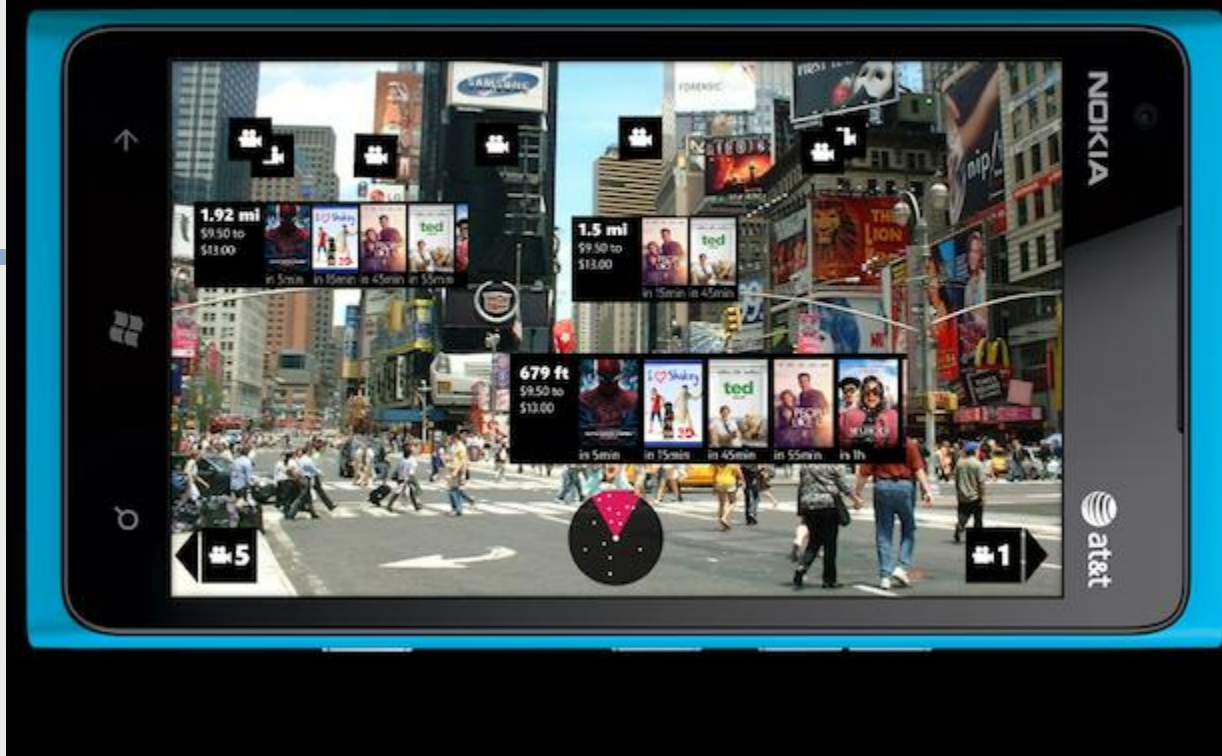 SAMSUNG
FORENSIC
nip/
THE
LION
1.92 mi
$9.50 to
$13.00
in 5min
in 15min
in 45min
in 55min
1.5 mi
$9.50 to
$13.00
in 15min
in 45min
ted
ted
679 ft
$9.50 to
$13.00
ted
in 5min
in 15min
in 45min
in 55min
in 1h
5
1
NOKIA
at&t